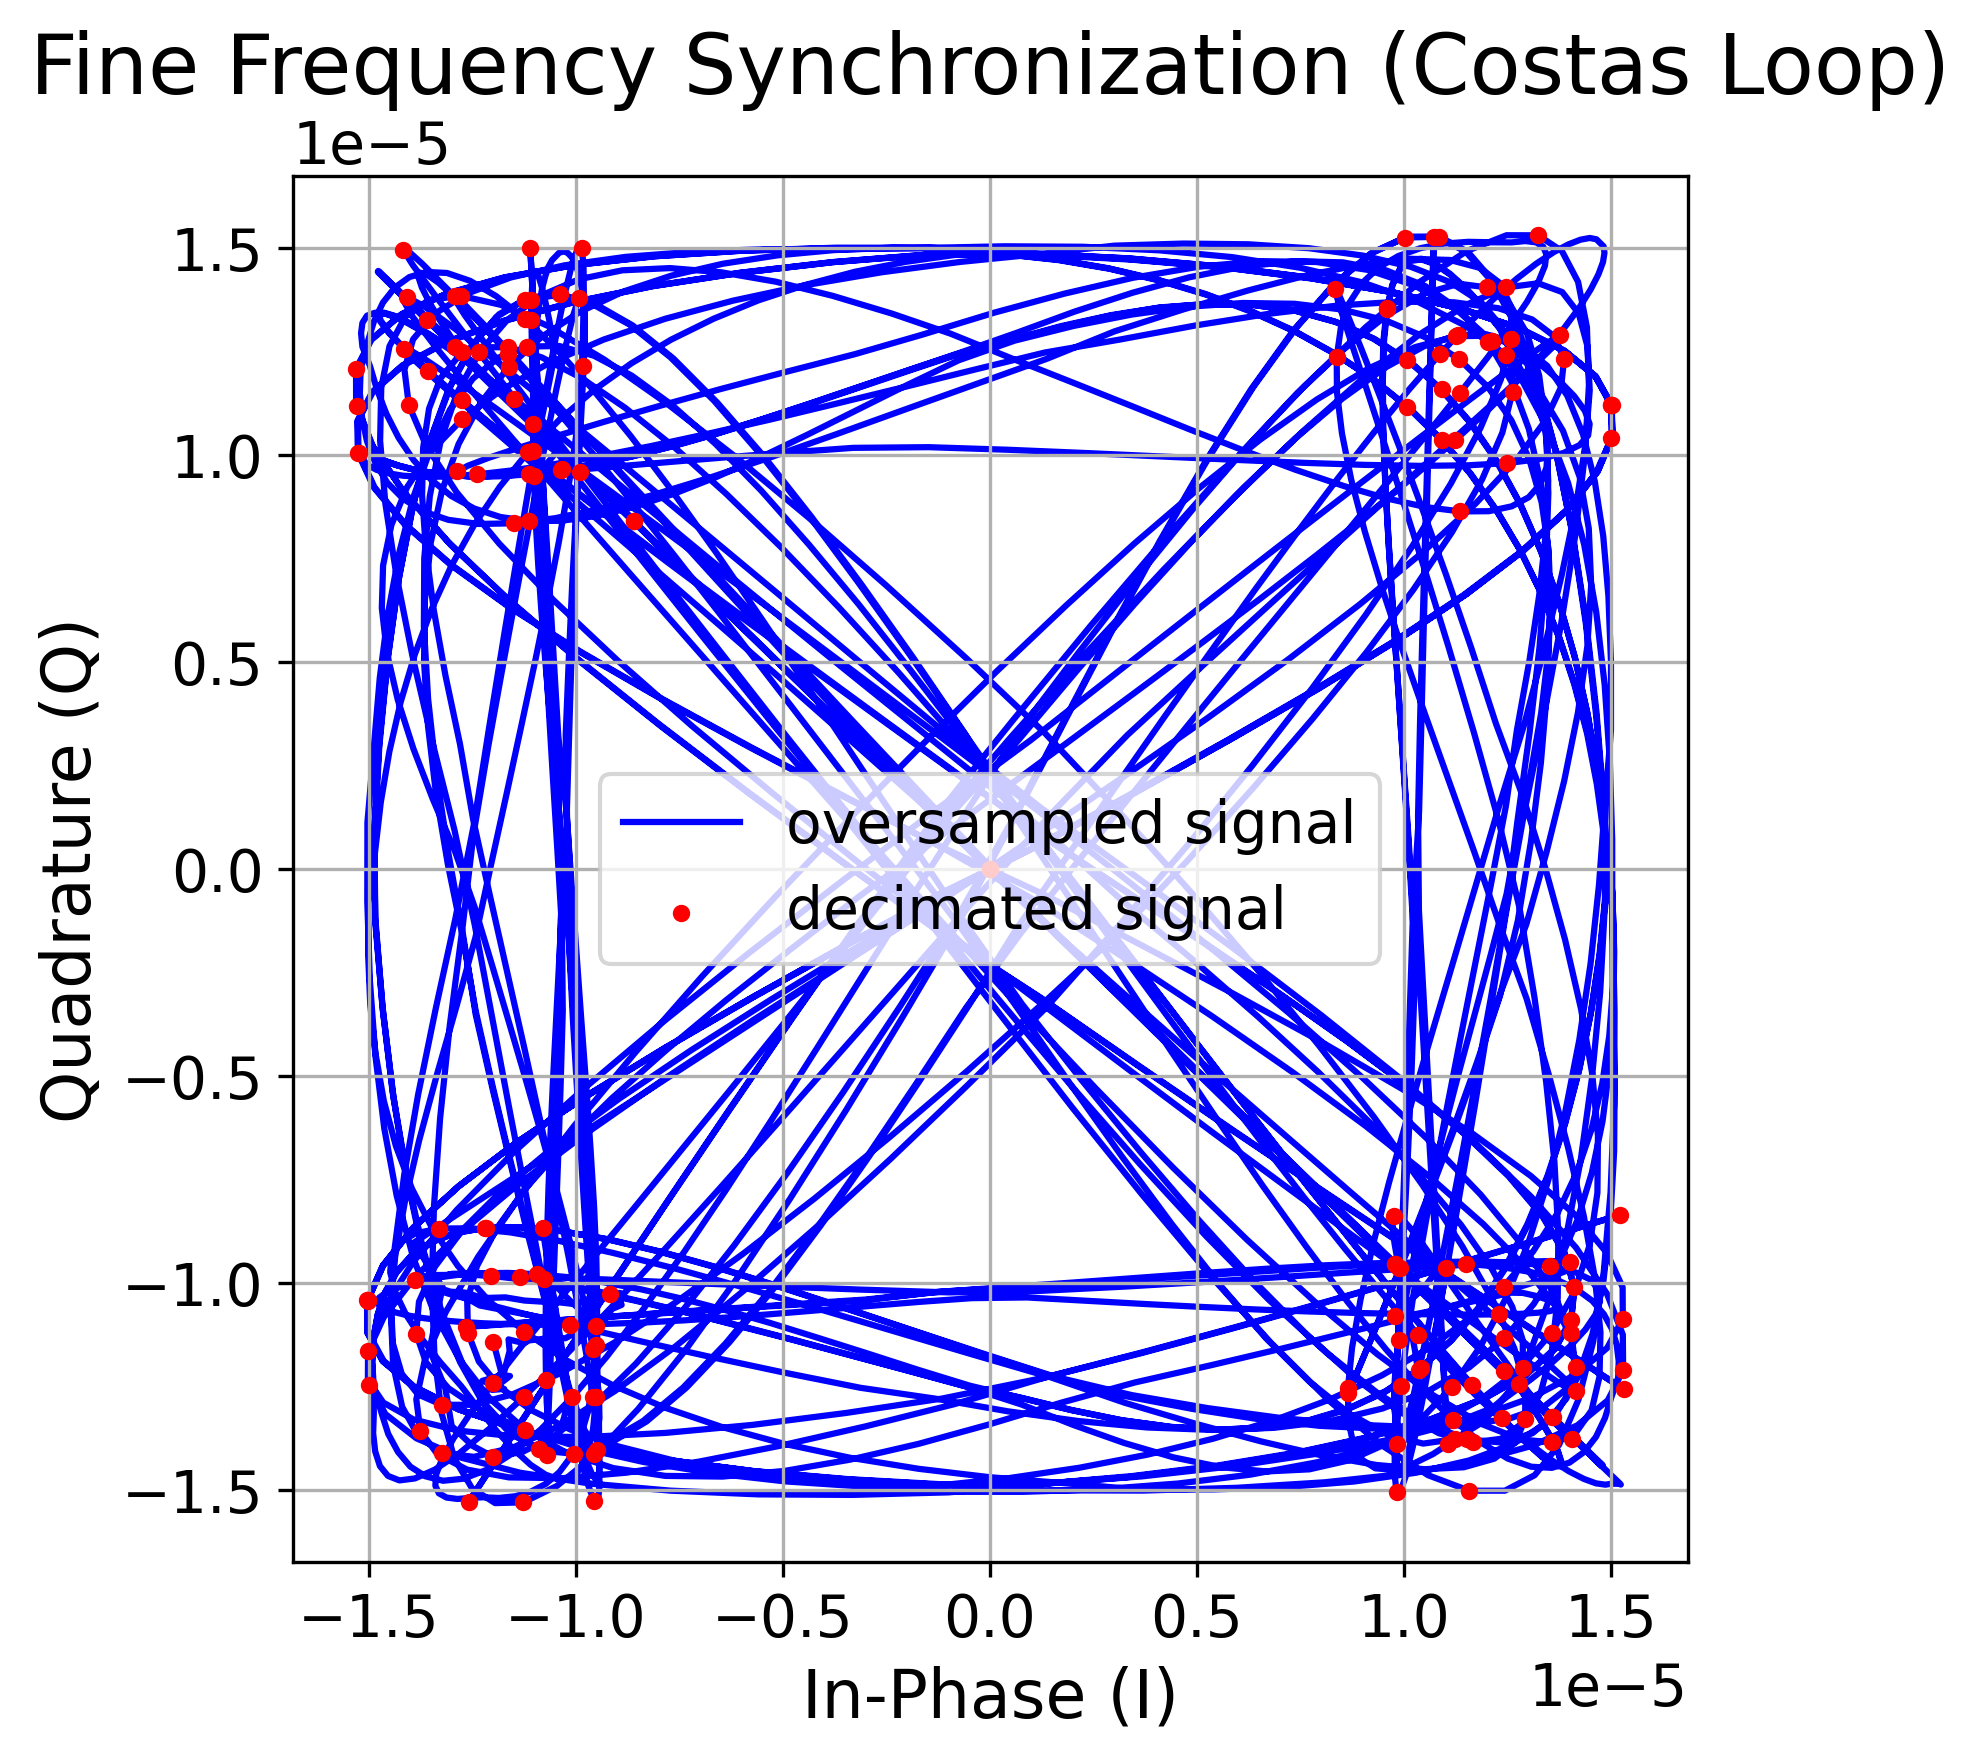 Fine Frequency Synchronization (Costas Loop)
1e−5
1.5
1.0
0.5
0.0
−0.5
−1.0
−1.5
Quadrature (Q)
oversampled signal
decimated signal
−1.5 −1.0 −0.5 0.0 0.5 1.0 1.5
In-Phase (I)
1e−5